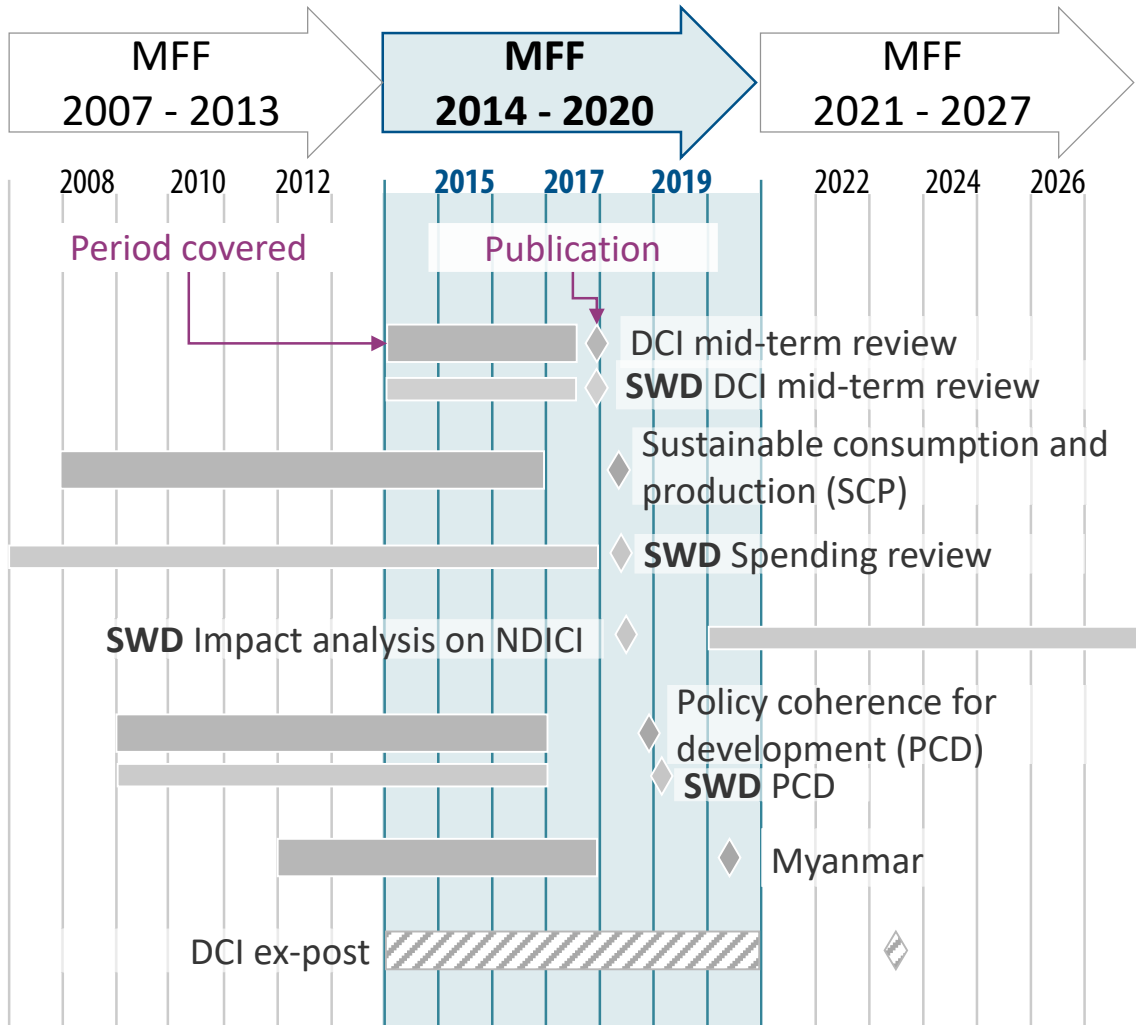 MFF
2007 - 2013
MFF
2014 - 2020
MFF
2021 - 2027
2008 2010 2012 2015 2017 2019 2022 2024 2026
Period covered
Publication
DCI mid-term review
SWD DCI mid-term review
Sustainable consumption and
production (SCP)
SWD Spending review
SWD Impact analysis on NDICI
Policy coherence for
development (PCD)
SWD PCD
Myanmar
DCI ex-post